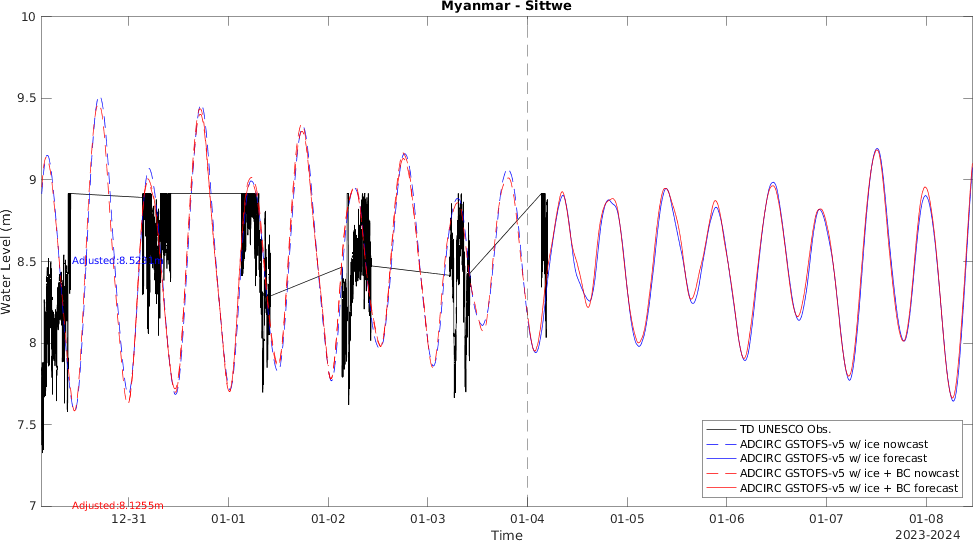 Myanmar - Sittwe
10
9.5
9
8.5
8
7.5
7
Water Level (m)
Adjusted:8.52
Adjusted:8.1255m
TD UNESCO Obs.
ADCIRC GSTOFS-v5 w/ ice nowcast
ADCIRC GSTOFS-v5 w/ ice forecast
ADCIRC GSTOFS-v5 w/ ice + BC nowcast
ADCIRC GSTOFS-v5 w/ ice + BC forecast
12-31 01-01 01-02 01-03 01-04 01-05 01-06 01-07 01-08
Time
2023-2024